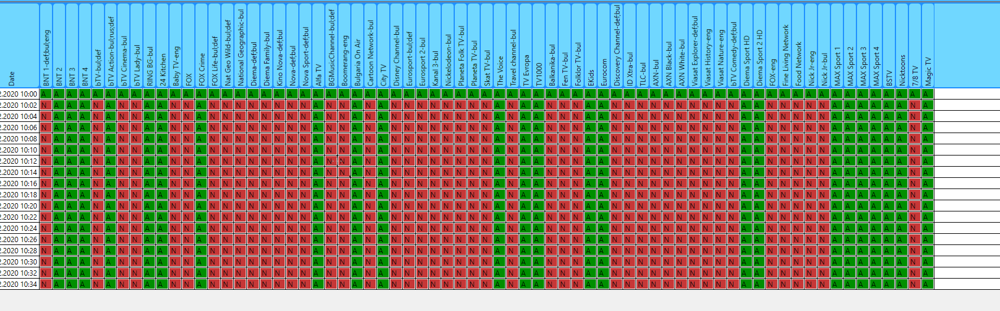 Date
BNT 1-def;bul;eng
BNT 2
BNT 3
BNT 4
bTV-bul;def
bTV Action-bul;rus;def
bTV Cinema-bul
bTV Lady-bul
RING BG-bul
24 Kitchen
Baby TV-eng
FOX
FOX Crime
FOX Life-bul;def
Nat Geo Wild-bul;def
National Geographic-bul
Diema-def;bul
Diema Family-bul
Kino Nova-def;bul
Nova-def;bul
Nova Sport-def;bul
Alfa TV
BGMusicChannel-bul;def
Boomerang-eng
Bulgaria On Air
Cartoon Network-bul
City TV
Disney Channel-bul
Eurosport-bul;def
Eurosport 2-bul
Kanal 3-bul
Nickelodeon-bul
Planeta Folk TV-bul
Planeta TV-bul
Skat TV-bul
The Voice
Travel channel-bul
TV Evropa
TV1000
Balkanika-bul
Fen TV-bul
Folklor TV-bul
EKids
Eurocom
Discovery Channel-def;bul
ID Xtra-bul
TLC-bul
AXN-bul
AXN Black-bul
AXN White-bul
Viasat Explorer-def;bul
Viasat History-eng
Viasat Nature-eng
bTV Comedy-def;bul
Diema Sport HD
Diema Sport 2 HD
FOX-eng
Fine Living Network
Food Network
Nick Jr-eng
Nick Jr-bul
MAX Sport 1
MAX Sport 2
MAX Sport 3
MAX Sport 4
BSTV
Nicktoons
7/8 TV
Magic TV
2.2020 10:00 A A A A A A A A A A A A A A A A A A A A A A A A A A A A A A A A A A A A A A A A A A A A A A A A A A A A A A A A A A A A A A A A A A A A A
2.2020 10:02 N A A A N A N N A A N N A N N N N N N N N A N N A N A N N N N N N N N A N A A N N N A A N N N N N N N N N N A A N N N N N A A A A A A N A
2.2020 10:04 N A A A N A N N A A N N A N N N N N N N N A N N A N A N N N N N N N N A N A A N N N A A N N N N N N N N N N A A N N N N N A A A A A A N A
2.2020 10:06 N A A A N A N N A A N N A N N N N N N N N A N N A N A N N N N N N N N A N A A N N N A A N N N N N N N N N N A A N N N N N A A A A A A N A
2.2020 10:08 N A A A N A N N A A N N A N N N N N N N N A N N A N A N N N N N N N N A N A A N N N A A N N N N N N N N N N A A N N N N N A A A A A A N A
2.2020 10:10 N A A A N A N N A A N N A N N N N N N N N A N N A N A N N N N N N N N A N A A N N N A A N N N N N N N N N N A A N N N N N A A A A A A N A
2.2020 10:12 N A A A N A N N A A N N A N N N N N N N N A N N A N A N N N N N N N N A N A A N N N A A N N N N N N N N N N A A N N N N N A A A A A A N A
2.2020 10:14 N A A A N A N N A A N N A N N N N N N N N A N N A N A N N N N N N N N A N A A N N N A A N N N N N N N N N N A A N N N N N A A A A A A N A
2.2020 10:16 N A A A N A N N A A N N A N N N N N N N N A N N A N A N N N N N N N N A N A A N N N A A N N N N N N N N N N A A N N N N N A A A A A A N A
2.2020 10:18 N A A A N A N N A A N N A N N N N N N N N A N N A N A N N N N N N N N A N A A N N N A A N N N N N N N N N N A A N N N N N A A A A A A N A
2.2020 10:20 N A A A N A N N A A N N A N N N N N N N N A N N A N A N N N N N N N N A N A A N N N A A N N N N N N N N N N A A N N N N N A A A A A A N A
2.2020 10:22 N A A A N A N N A A N N A N N N N N N N N A N N A N A N N N N N N N N A N A A N N N A A N N N N N N N N N N A A N N N N N A A A A A A N A
2.2020 10:24 N A A A N A N N A A N N A N N N N N N N N A N N A N A N N N N N N N N A N A A N N N A A N N N N N N N N N N A A N N N N N A A A A A A N A
2.2020 10:26 N A A A N A N N A A N N A N N N N N N N N A N N A N A N N N N N N N N A N A A N N N A A N N N N N N N N N N A A N N N N N A A A A A A N A
2.2020 10:28 N A A A N A N N A A N N A N N N N N N N N A N N A N A N N N N N N N N A N A A N N N A A N N N N N N N N N N A A N N N N N A A A A A A N A
2.2020 10:30 N A A A N A N N A A N N A N N N N N N N N A N N A N A N N N N N N N N A N A A N N N A A N N N N N N N N N N A A N N N N N A A A A A A N A
2.2020 10:32 N A A A N A N N A A N N A N N N N N N N N A N N A N A N N N N N N N N A N A A N N N A A N N N N N N N N N N A A N N N N N A A A A A A N A
2.2020 10:34 N A A A N A N N A A N N A N N N N N N N N A N N A N A N N N N N N N N A N A A N N N A A N N N N N N N N N N A A N N N N N A A A A A A N A